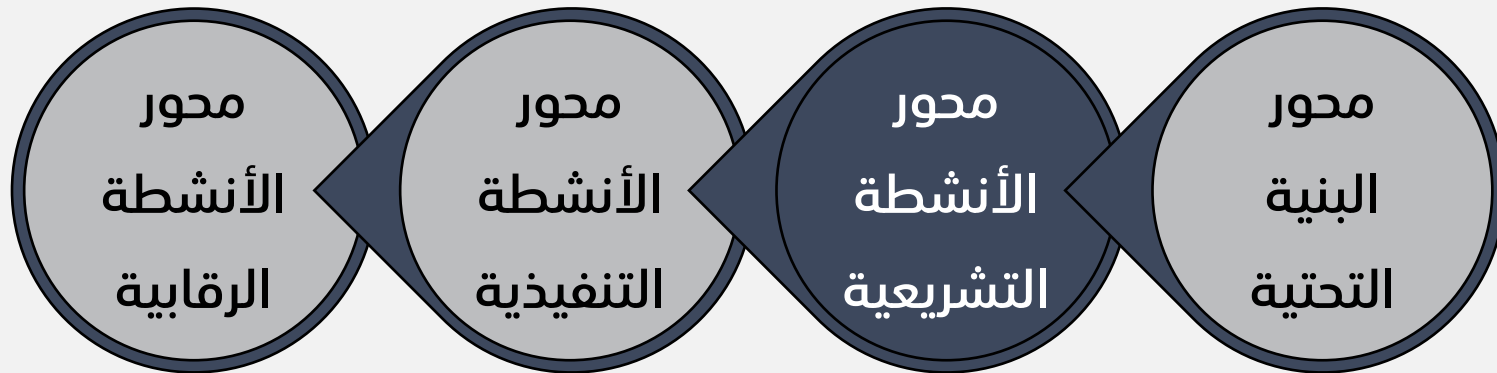 محور
البنية
التحتية
محور
الأنشطة
التشريعية
محور
الأنشطة
التنفيذية
محور
الأنشطة
الرقابية